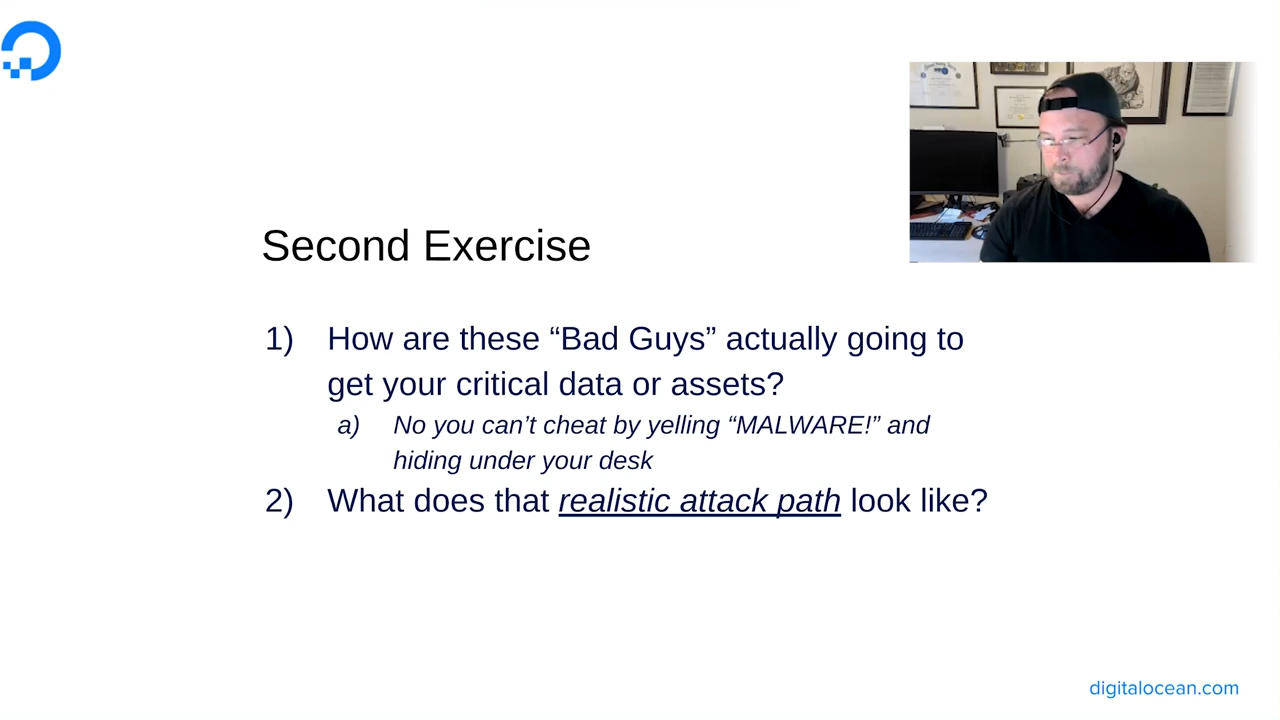 Second Exercise
1) How are these “Bad Guys” actually going to
get your critical data or assets?
a) No you can’t cheat by yelling “MALWARE!” and
hiding under your desk
2) What does that realistic attack path look like?
digitalocean.com